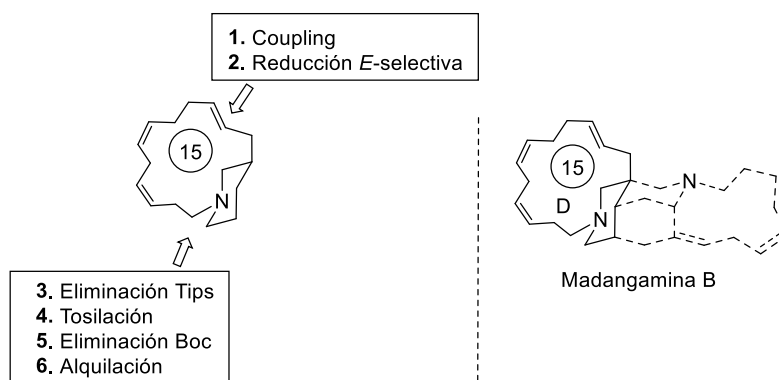 1. Coupling
2. Reducción E-selectiva
15
N
3. Eliminación Tips
4. Tosilación
5. Eliminación Boc
6. Alquilación
15
D
N
N
Madangamina B